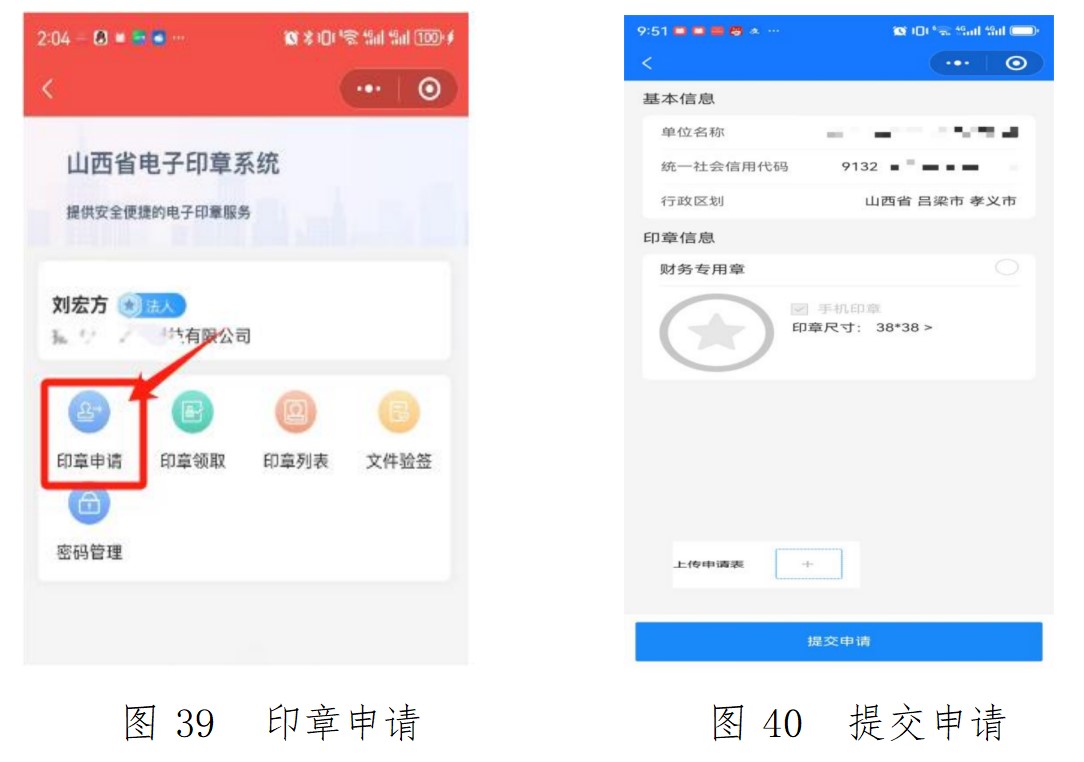 2:04
100
山西省电子印章系统
提供安全便捷的电子印章服务
刘宏方 法人
技有限公司
印章申请 印章领取 印章列表 文件验签
密码管理
图 39 印章申请
9:51
基本信息
单位名称
统一社会信用代码 9132
行政区划 山西省 吕梁市 孝义市
印章信息
财务专用章
手机印章
印章尺寸: 38*38 >
上传申请表 +
提交申请
图 40 提交申请